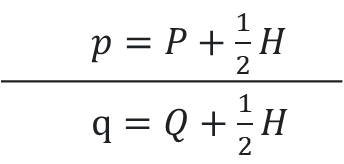 p = P + 1/2 H
q = Q + 1/2 H